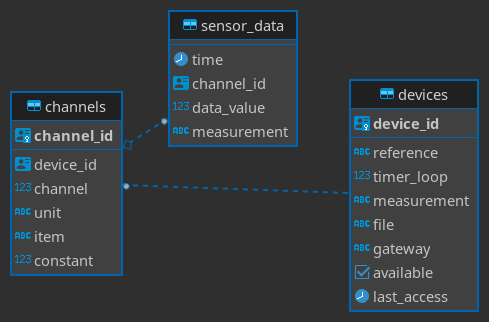 sensor_data
time
channel_id
123 data_value
ABC measurement
channels
channel_id
device_id
123 channel
ABC unit
ABC item
123 constant
devices
device_id
ABC reference
123 timer_loop
ABC measurement
ABC file
ABC gateway
available
last_access